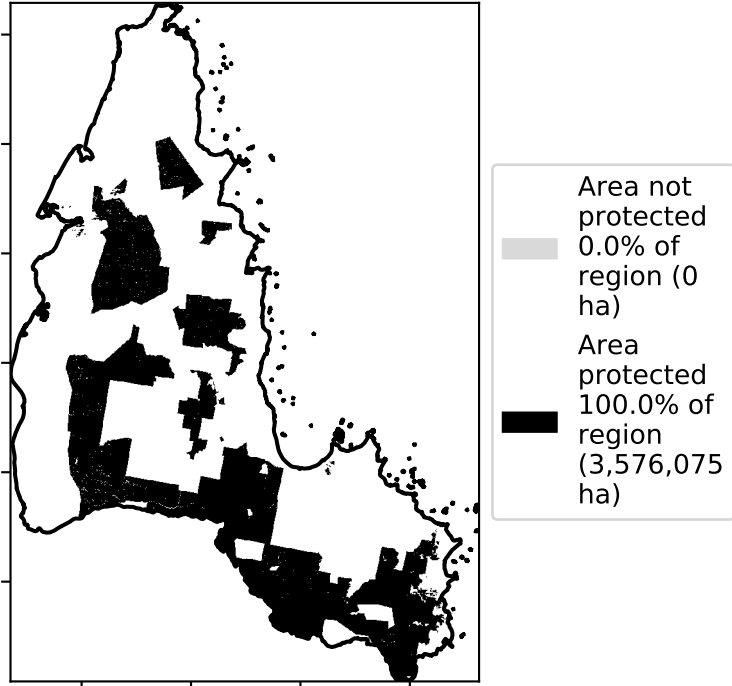 Area not
protected
0.0% of
region (0
ha)
Area
protected
100.0% of
region
(3,576,075
ha)